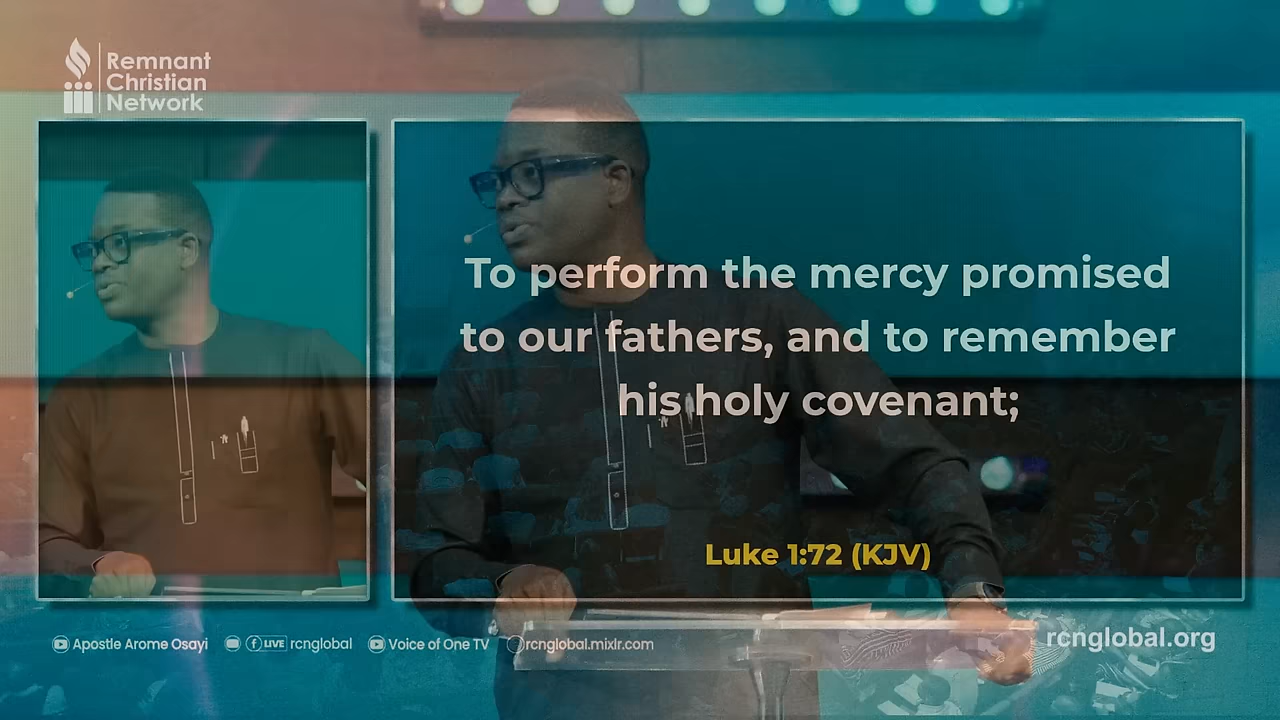 Remnant
Christian
Network
To perform the mercy promised
to our fathers, and to remember
his holy covenant;
Luke 1:72 (KJV)
Apostle Arome Osayi
LIVE rcnglobal
Voice of One TV
rcnglobal.mixlr.com
rcnglobal.org